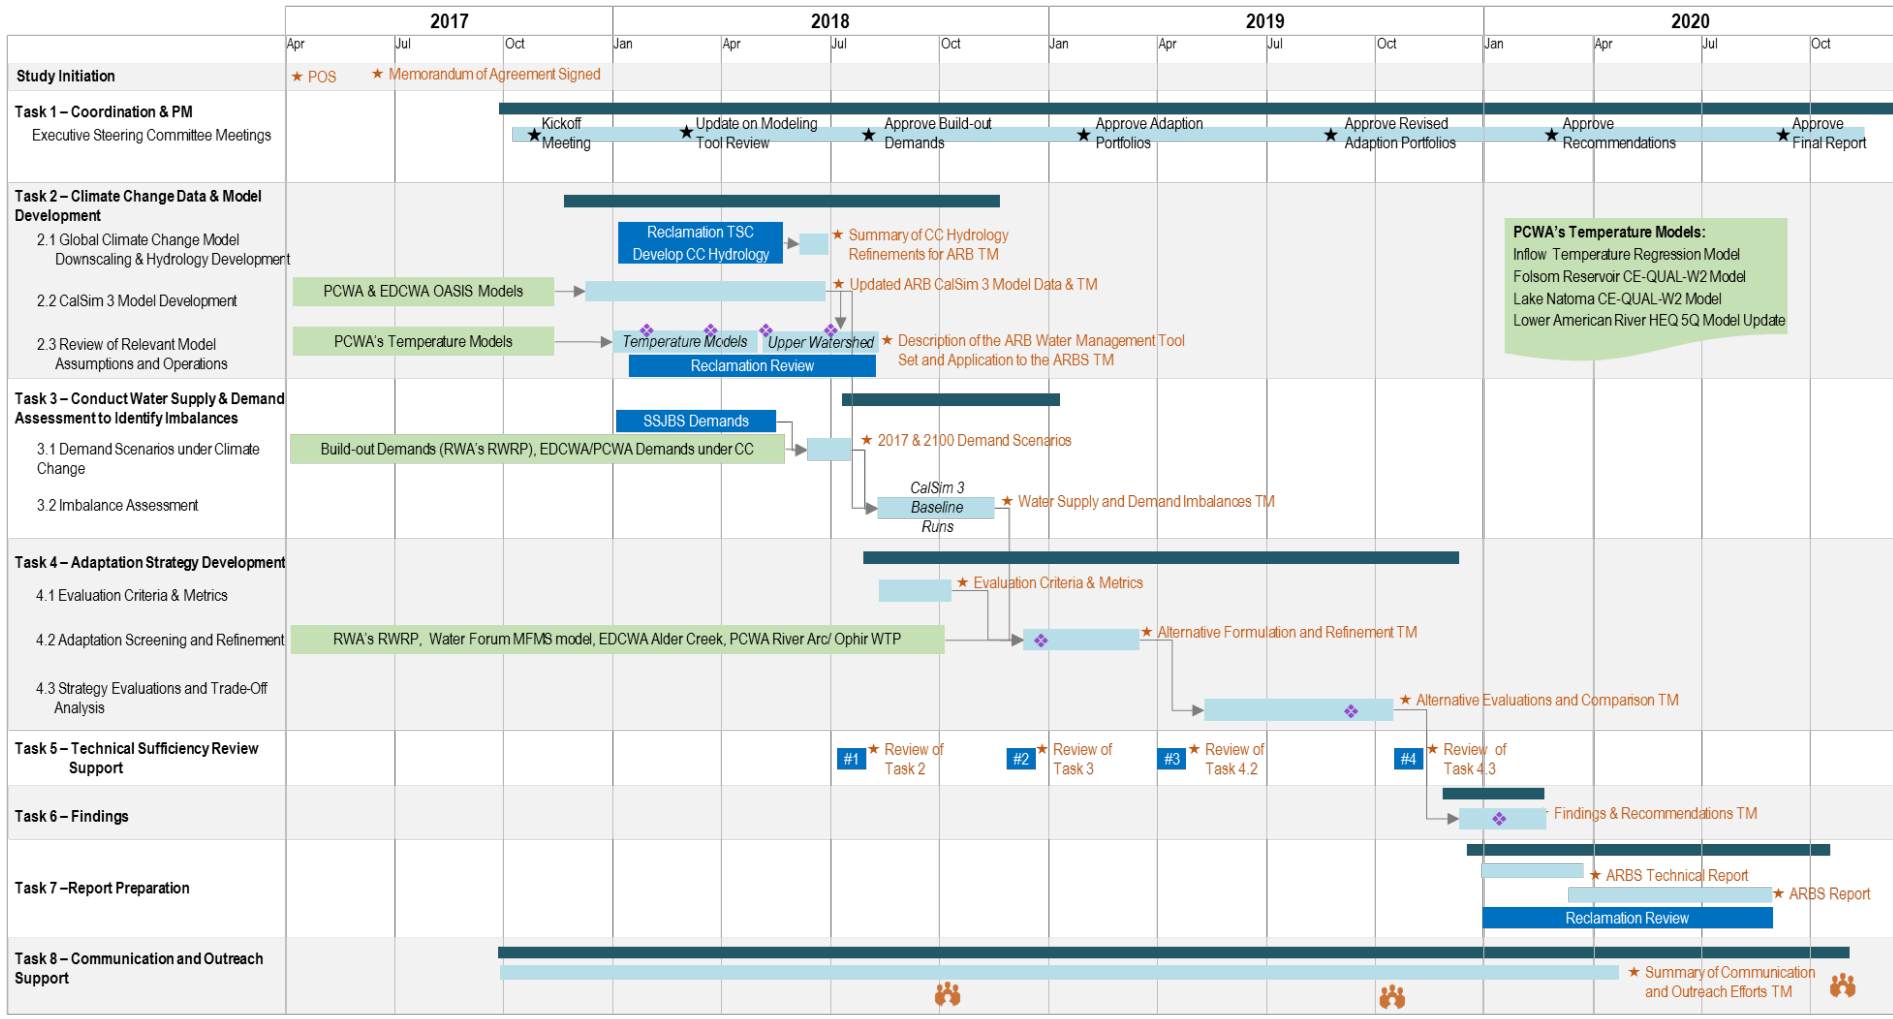 2017 2018 2019 2020
Apr Jul Oct Jan Apr Jul Oct Jan Apr Jul Oct Jan Apr Jul Oct
Study Initiation
POS
Memorandum of Agreement Signed
Task 1 – Coordination & PM
Executive Steering Committee Meetings
Kickoff
Meeting
Update on Modeling
Tool Review
Approve Build-out
Demands
Approve Adaption
Portfolios
Approve Revised
Adaption Portfolios
Approve
Recommendations
Approve
Final Report
Task 2 – Climate Change Data & Model
Development
2.1 Global Climate Change Model
Downscaling & Hydrology Development
Reclamation TSC
Develop CC Hydrology
Summary of CC Hydrology
Refinements for ARB TM
2.2 CalSim 3 Model Development
PCWA & EDCWA OASIS Models
Updated ARB CalSim 3 Model Data & TM
2.3 Review of Relevant Model
Assumptions and Operations
PCWA's Temperature Models
Temperature Models
Upper Watershed
Description of the ARB Water Management Tool
Set and Application to the ARBS TM
Reclamation Review
PCWA's Temperature Models:
Inflow Temperature Regression Model
Folsom Reservoir CE-QUAL-W2 Model
Lake Natoma CE-QUAL-W2 Model
Lower American River HEQ 5Q Model Update
Task 3 – Conduct Water Supply & Demand
Assessment to Identify Imbalances
SSJBS Demands
3.1 Demand Scenarios under Climate
Change
Build-out Demands (RWA's RWRP), EDCWA/PCWA Demands under CC
2017 & 2100 Demand Scenarios
3.2 Imbalance Assessment
CalSim 3
Baseline
Runs
Water Supply and Demand Imbalances TM
Task 4 – Adaptation Strategy Development
4.1 Evaluation Criteria & Metrics
Evaluation Criteria & Metrics
4.2 Adaptation Screening and Refinement
RWA's RWRP, Water Forum MFMS model, EDCWA Alder Creek, PCWA River Arc/ Ophir WTP
Alternative Formulation and Refinement TM
4.3 Strategy Evaluations and Trade-Off
Analysis
Alternative Evaluations and Comparison TM
Task 5 – Technical Sufficiency Review
Support
#1
Review of
Task 2
#2
Review of
Task 3
#3
Review of
Task 4.2
#4
Review of
Task 4.3
Task 6 – Findings
Findings & Recommendations TM
Task 7 –Report Preparation
ARBS Technical Report
ARBS Report
Reclamation Review
Task 8 – Communication and Outreach
Support
Summary of Communication
and Outreach Efforts TM